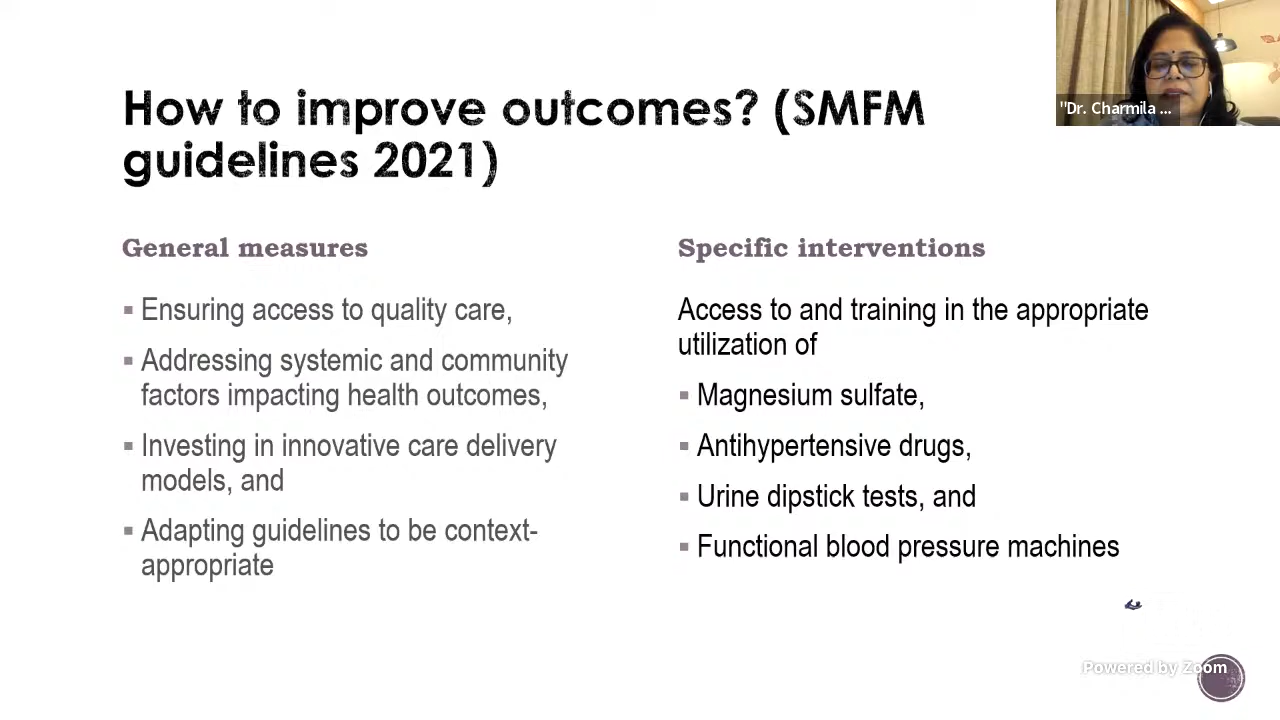 How to improve outcomes? (SMFM
guidelines 2021)
"Dr. Charmila ...
General measures
▪ Ensuring access to quality care,
▪ Addressing systemic and community
factors impacting health outcomes,
▪ Investing in innovative care delivery
models, and
▪ Adapting guidelines to be context-
appropriate
Specific interventions
Access to and training in the appropriate
utilization of
▪ Magnesium sulfate,
▪ Antihypertensive drugs,
▪ Urine dipstick tests, and
▪ Functional blood pressure machines
Powered by Zoom